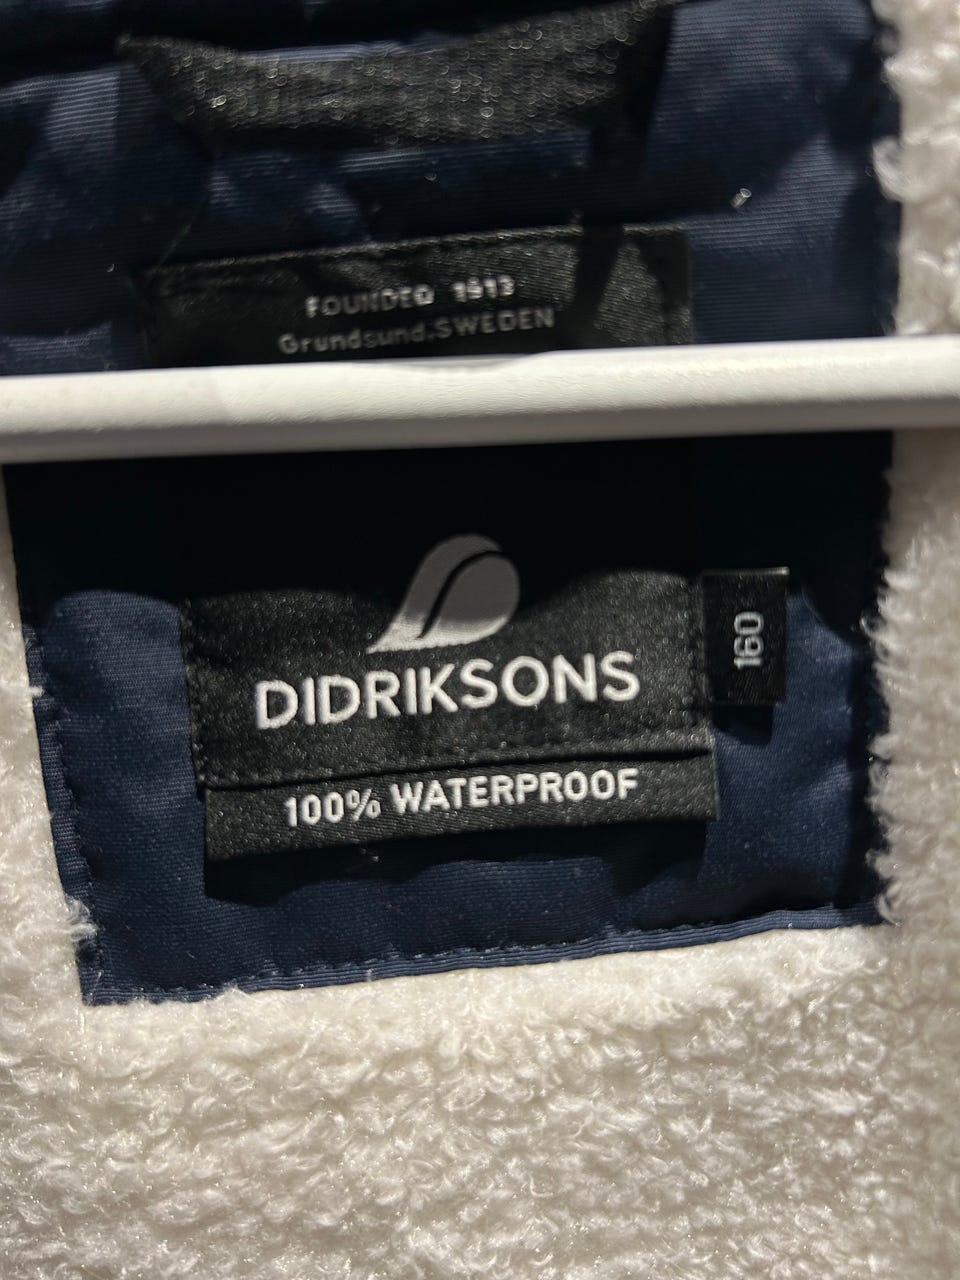 FOUNDED 1913
Grundsund, SWEDEN
DIDRIKSONS
160
100% WATERPROOF